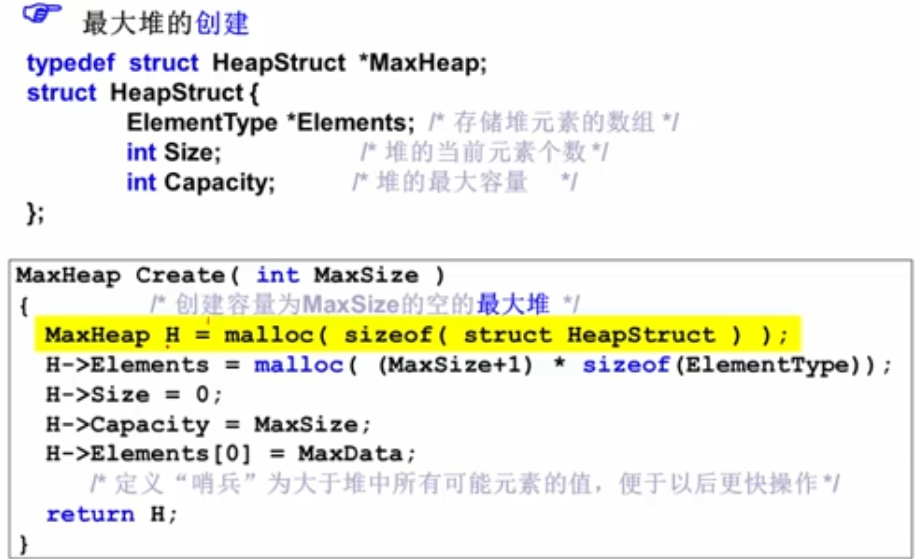 最大堆的创建
typedef struct HeapStruct *MaxHeap;
struct HeapStruct {
ElementType *Elements; /* 存储堆元素的数组 */
int Size; /* 堆的当前元素个数 */
int Capacity; /* 堆的最大容量 */
};
MaxHeap Create( int MaxSize )
{ /* 创建容量为MaxSize的空的最大堆 */
MaxHeap H = malloc( sizeof( struct HeapStruct ) );
H->Elements = malloc( (MaxSize+1) * sizeof(ElementType));
H->Size = 0;
H->Capacity = MaxSize;
H->Elements[0] = MaxData;
/* 定义“哨兵”为大于堆中所有可能元素的值，便于以后更快操作 */
return H;
}